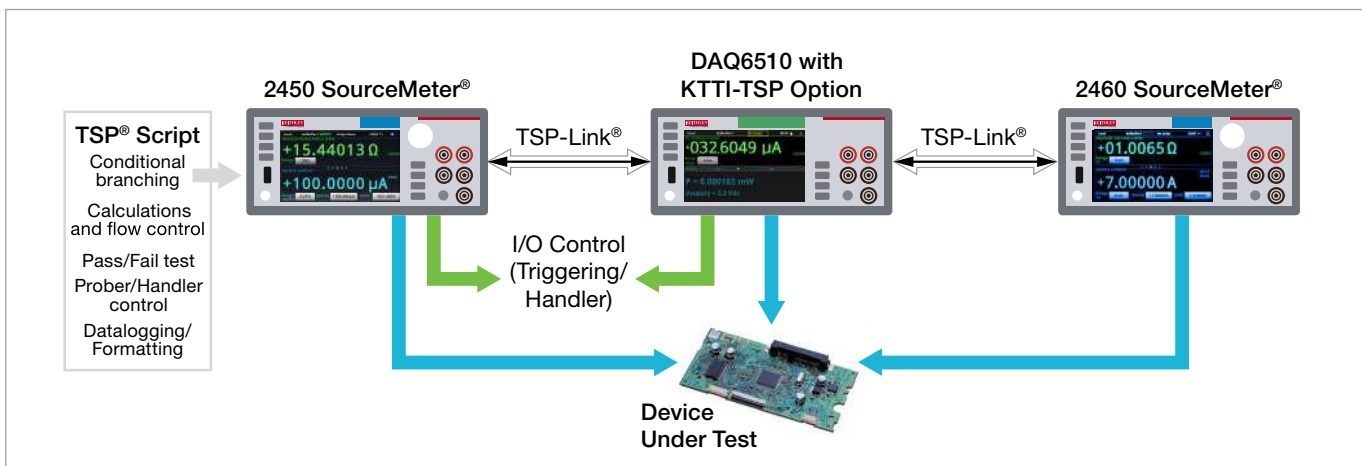 DAQ6510 with
KTTI-TSP Option
2450 SourceMeter®
2460 SourceMeter®
TSP® Script
Conditional
branching
Calculations
and flow control
Pass/Fail test
Prober/Handler
control
Datalogging/
Formatting
+15.44013 Ω
+100.0000 µA
TSP-Link®
+032.6049 µA
TSP-Link®
+01.0065 Ω
+7.00000 A
I/O Control
(Triggering/
Handler)
Device
Under Test